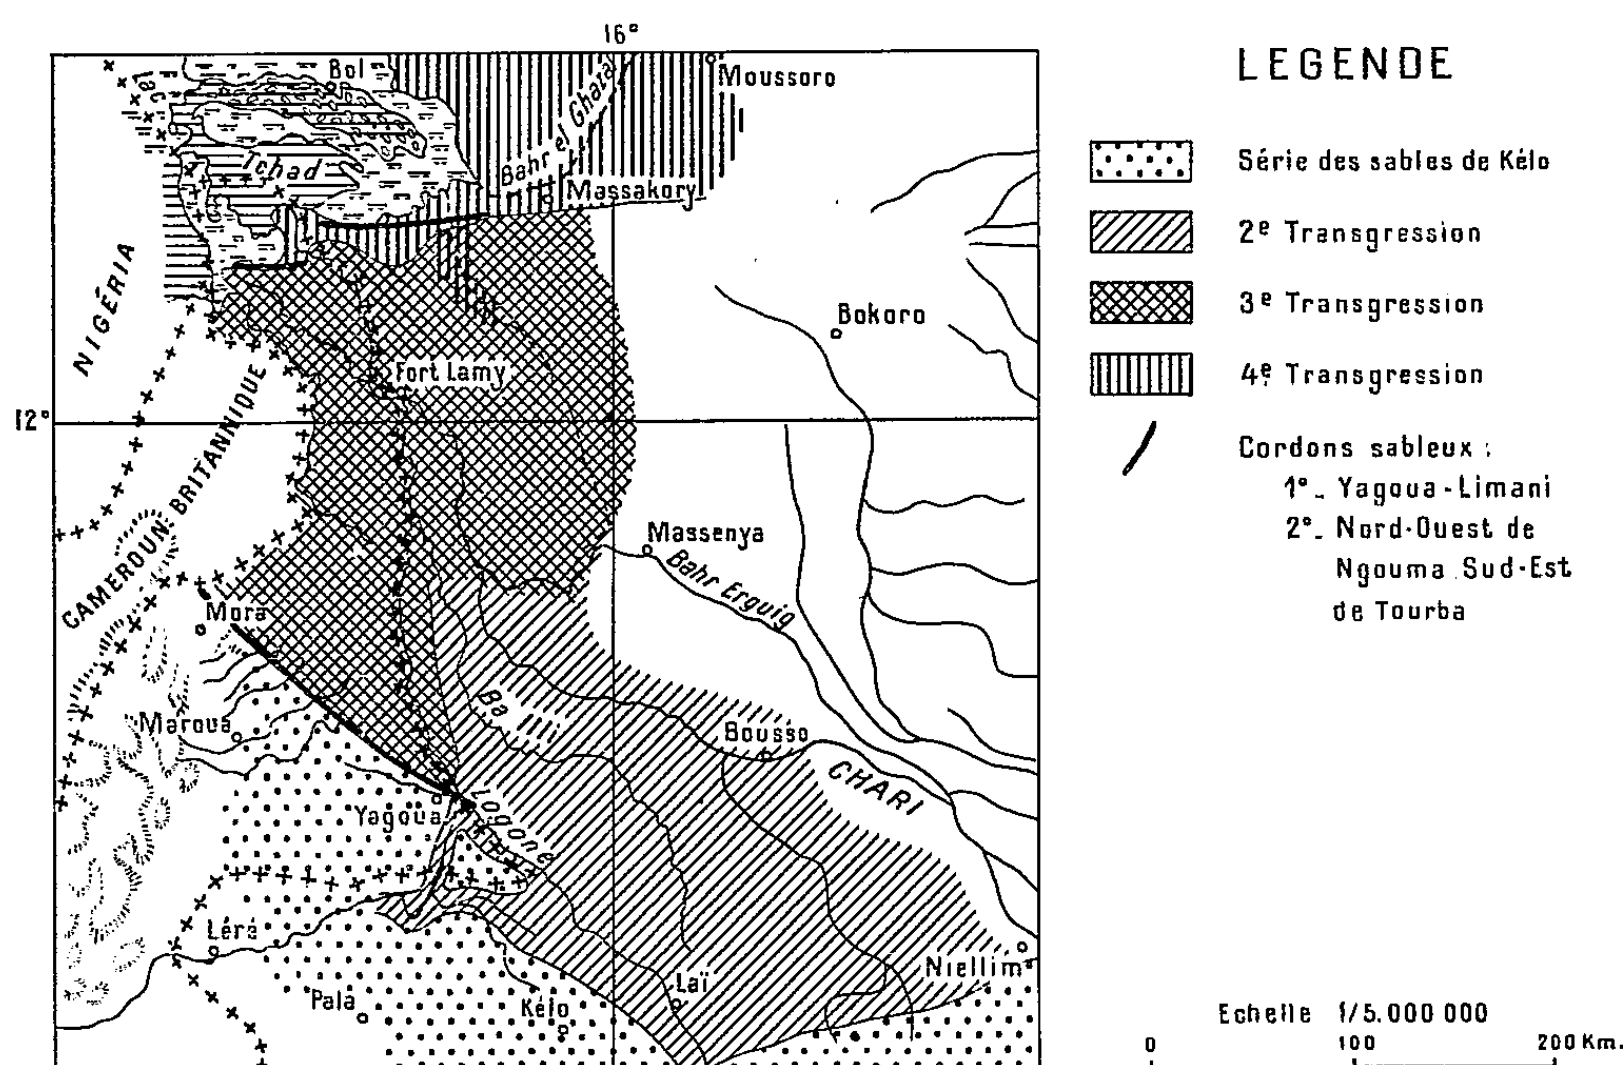 16°
LEGENDE
Bol
Moussoro
Lac
Bahr el Ghazal
Série des sables de Kélo
Tchad
Massakory
2e Transgression
NIGÉRIA
3e Transgression
Bokoro
Fort Lamy
4e Transgression
12°
CAMEROUN BRITANNIQUE
Cordons sableux :
1°_ Yagoua-Limani
2°_ Nord-Ouest de
Ngouma Sud-Est
de Tourba
Massenya
Bahr Erguig
Mora
Maroua
Ba Illi
Bousso
CHARI
Yagoua
Logone
Léré
Niellim
Pala
Kélo
Laï
Echelle 1/5.000 000
0 100 200 Km.